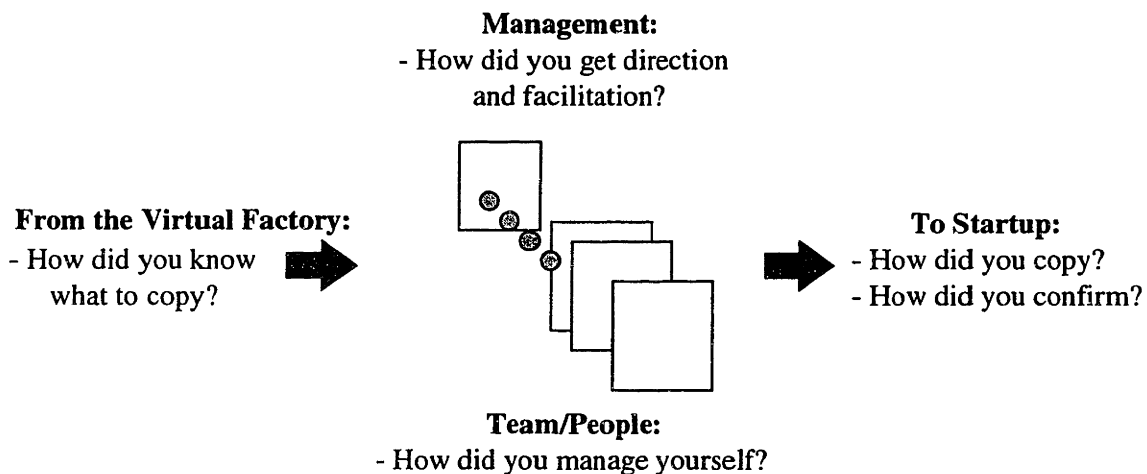 Management:
- How did you get direction
and facilitation?
From the Virtual Factory:
- How did you know
what to copy?
To Startup:
- How did you copy?
- How did you confirm?
Team/People:
- How did you manage yourself?